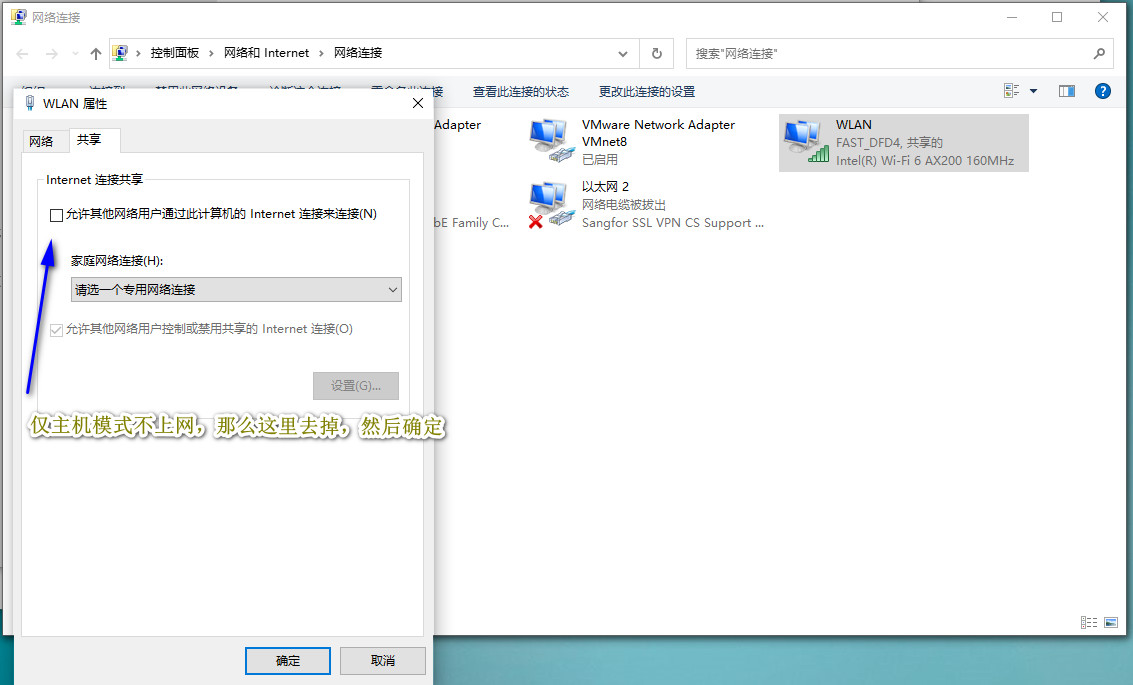 网络连接
控制面板 › 网络和 Internet › 网络连接
搜索"网络连接"
查看此连接的状态
更改此连接的设置
WLAN 属性
网络
共享
Internet 连接共享
允许其他网络用户通过此计算机的 Internet 连接来连接(N)
家庭网络连接(H):
请选一个专用网络连接
允许其他网络用户控制或禁用共享的 Internet 连接(O)
设置(G)...
仅主机模式不上网，那么这里去掉，然后确定
确定
取消
Adapter
bE Family C...
VMware Network Adapter
VMnet8
已启用
以太网 2
网络电缆被拔出
Sangfor SSL VPN CS Support ...
WLAN
FAST_DFD4, 共享的
Intel(R) Wi-Fi 6 AX200 160MHz